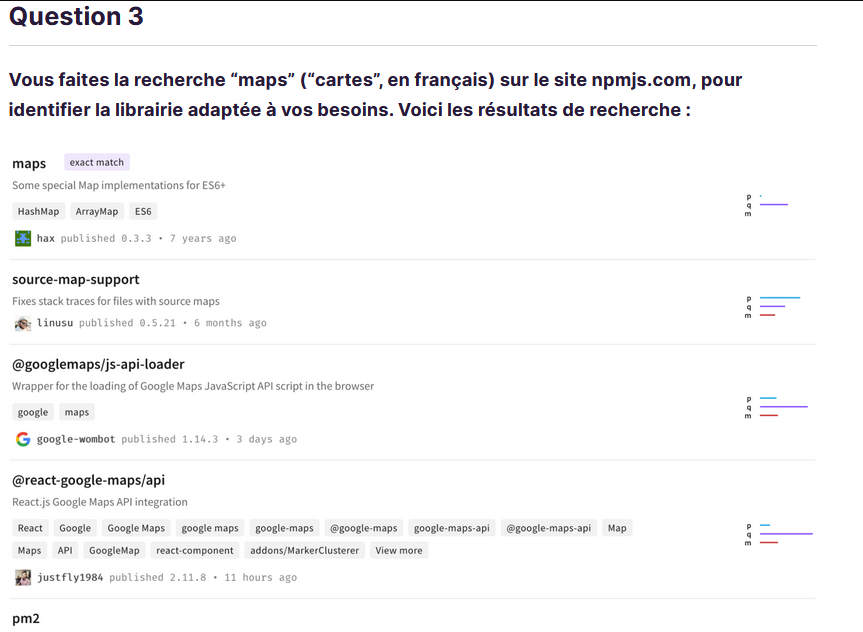 Question 3
Vous faites la recherche “maps” (“cartes”, en français) sur le site npmjs.com, pour
identifier la librairie adaptée à vos besoins. Voici les résultats de recherche :
maps exact match
Some special Map implementations for ES6+
HashMap ArrayMap ES6
hax published 0.3.3 • 7 years ago
p
q
m
source-map-support
Fixes stack traces for files with source maps
linusu published 0.5.21 • 6 months ago
p
q
m
@googlemaps/js-api-loader
Wrapper for the loading of Google Maps JavaScript API script in the browser
google maps
google-wombot published 1.14.3 • 3 days ago
p
q
m
@react-google-maps/api
React.js Google Maps API integration
React Google Google Maps google maps google-maps @google-maps google-maps-api @google-maps-api Map
Maps API GoogleMap react-component addons/MarkerClusterer View more
justfly1984 published 2.11.8 • 11 hours ago
p
q
m
pm2